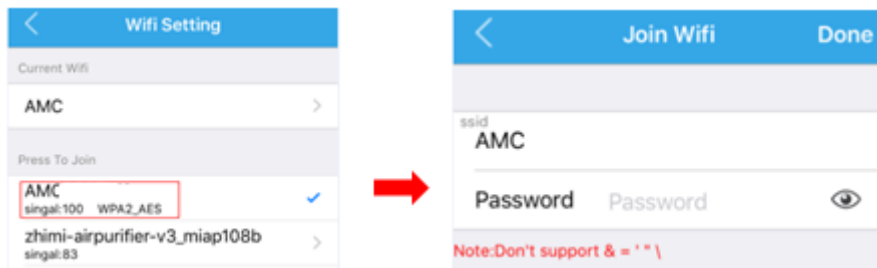 Wifi Setting
Current Wifi
AMC
Press To Join
AMC
singal:100 WPA2_AES
zhimi-airpurifier-v3_miap108b
singal:83
Join Wifi Done
ssid
AMC
Password Password
Note:Don't support & = ' " \